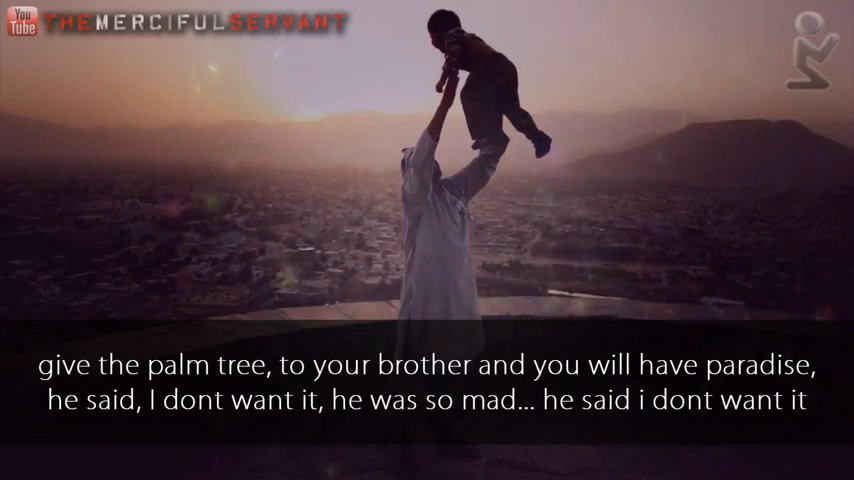 You
Tube
THEMERCIFULSERVANT
give the palm tree, to your brother and you will have paradise,
he said, I dont want it, he was so mad... he said i dont want it